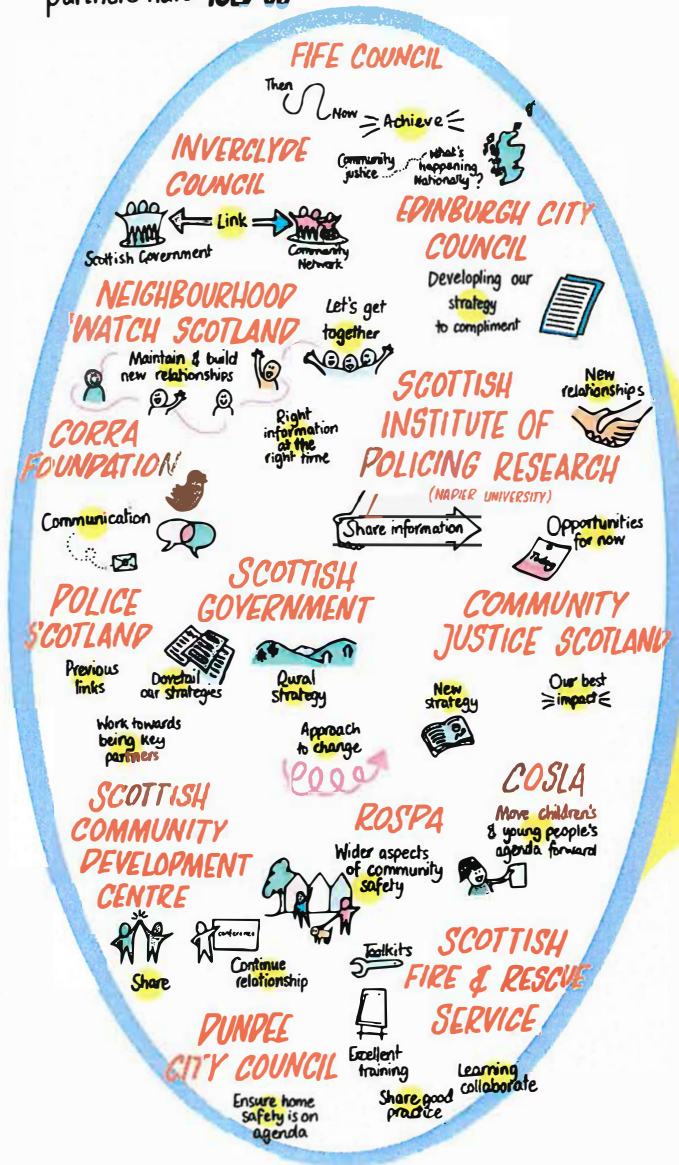 FIFE COUNCIL
Then
Now
Achieve
Community
justice
What's
happening
Nationally?
INVERCLYDE
COUNCIL
Link
Scottish Government
Community
Network
EDINBURGH CITY
COUNCIL
Developling our
strategy
to compliment
NEIGHBOURHOOD
WATCH SCOTLAND
Let's get
together
Maintain & build
new relationships
Right
information
at the
right time
SCOTTISH
INSTITUTE OF
POLICING RESEARCH
(NAPIER UNIVERSITY)
New
relationships
Share information
Opportunities
for now
Today
CORRA
FOUNDATION
Communication
SCOTTISH
GOVERNMENT
Dovetail
our strategies
Rural
strategy
Approach
to change
POLICE
SCOTLAND
Previous
links
Work towards
being key
partners
COMMUNITY
JUSTICE SCOTLAND
New
strategy
Our best
impact
COSLA
Move children's
& young people's
agenda forward
ROSPA
Wider aspects
of community
safety
SCOTTISH
COMMUNITY
DEVELOPMENT
CENTRE
Share
conference
Continue
relationship
SCOTTISH
FIRE & RESCUE
SERVICE
Toolkits
Excellent
training
Share good
practice
Learning
collaborate
DUNDEE
CITY COUNCIL
Ensure home
safety is on
agenda